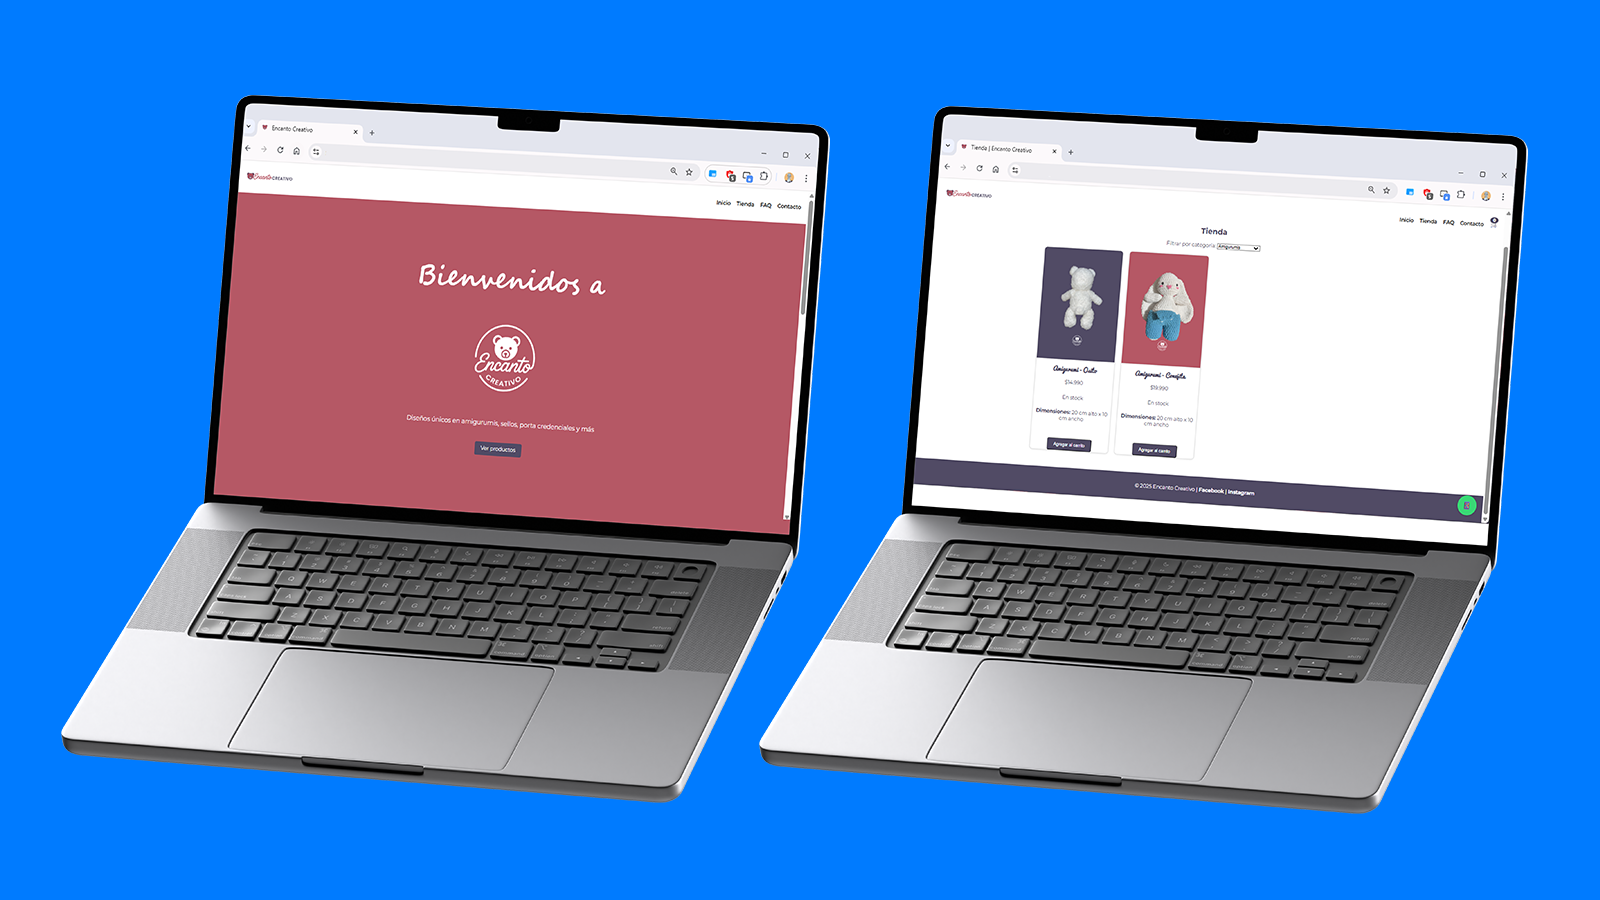 Encanto Creativo
Encanto CREATIVO
Inicio Tienda FAQ Contacto
Bienvenidos a
Encanto
CREATIVO
Diseños únicos en amigurumis, sellos, porta credenciales y más
Ver productos
Tienda | Encanto Creativo
Encanto CREATIVO
Inicio Tienda FAQ Contacto
Tienda
Filtrar por categoría: Amigurumis
Amigurumi - Osito
$14.990
En stock
Dimensiones: 20 cm alto x 10
cm ancho
Agregar al carrito
Amigurumi - Conejita
$19.990
En stock
Dimensiones: 20 cm alto x 10
cm ancho
Agregar al carrito
© 2025 Encanto Creativo | Facebook | Instagram